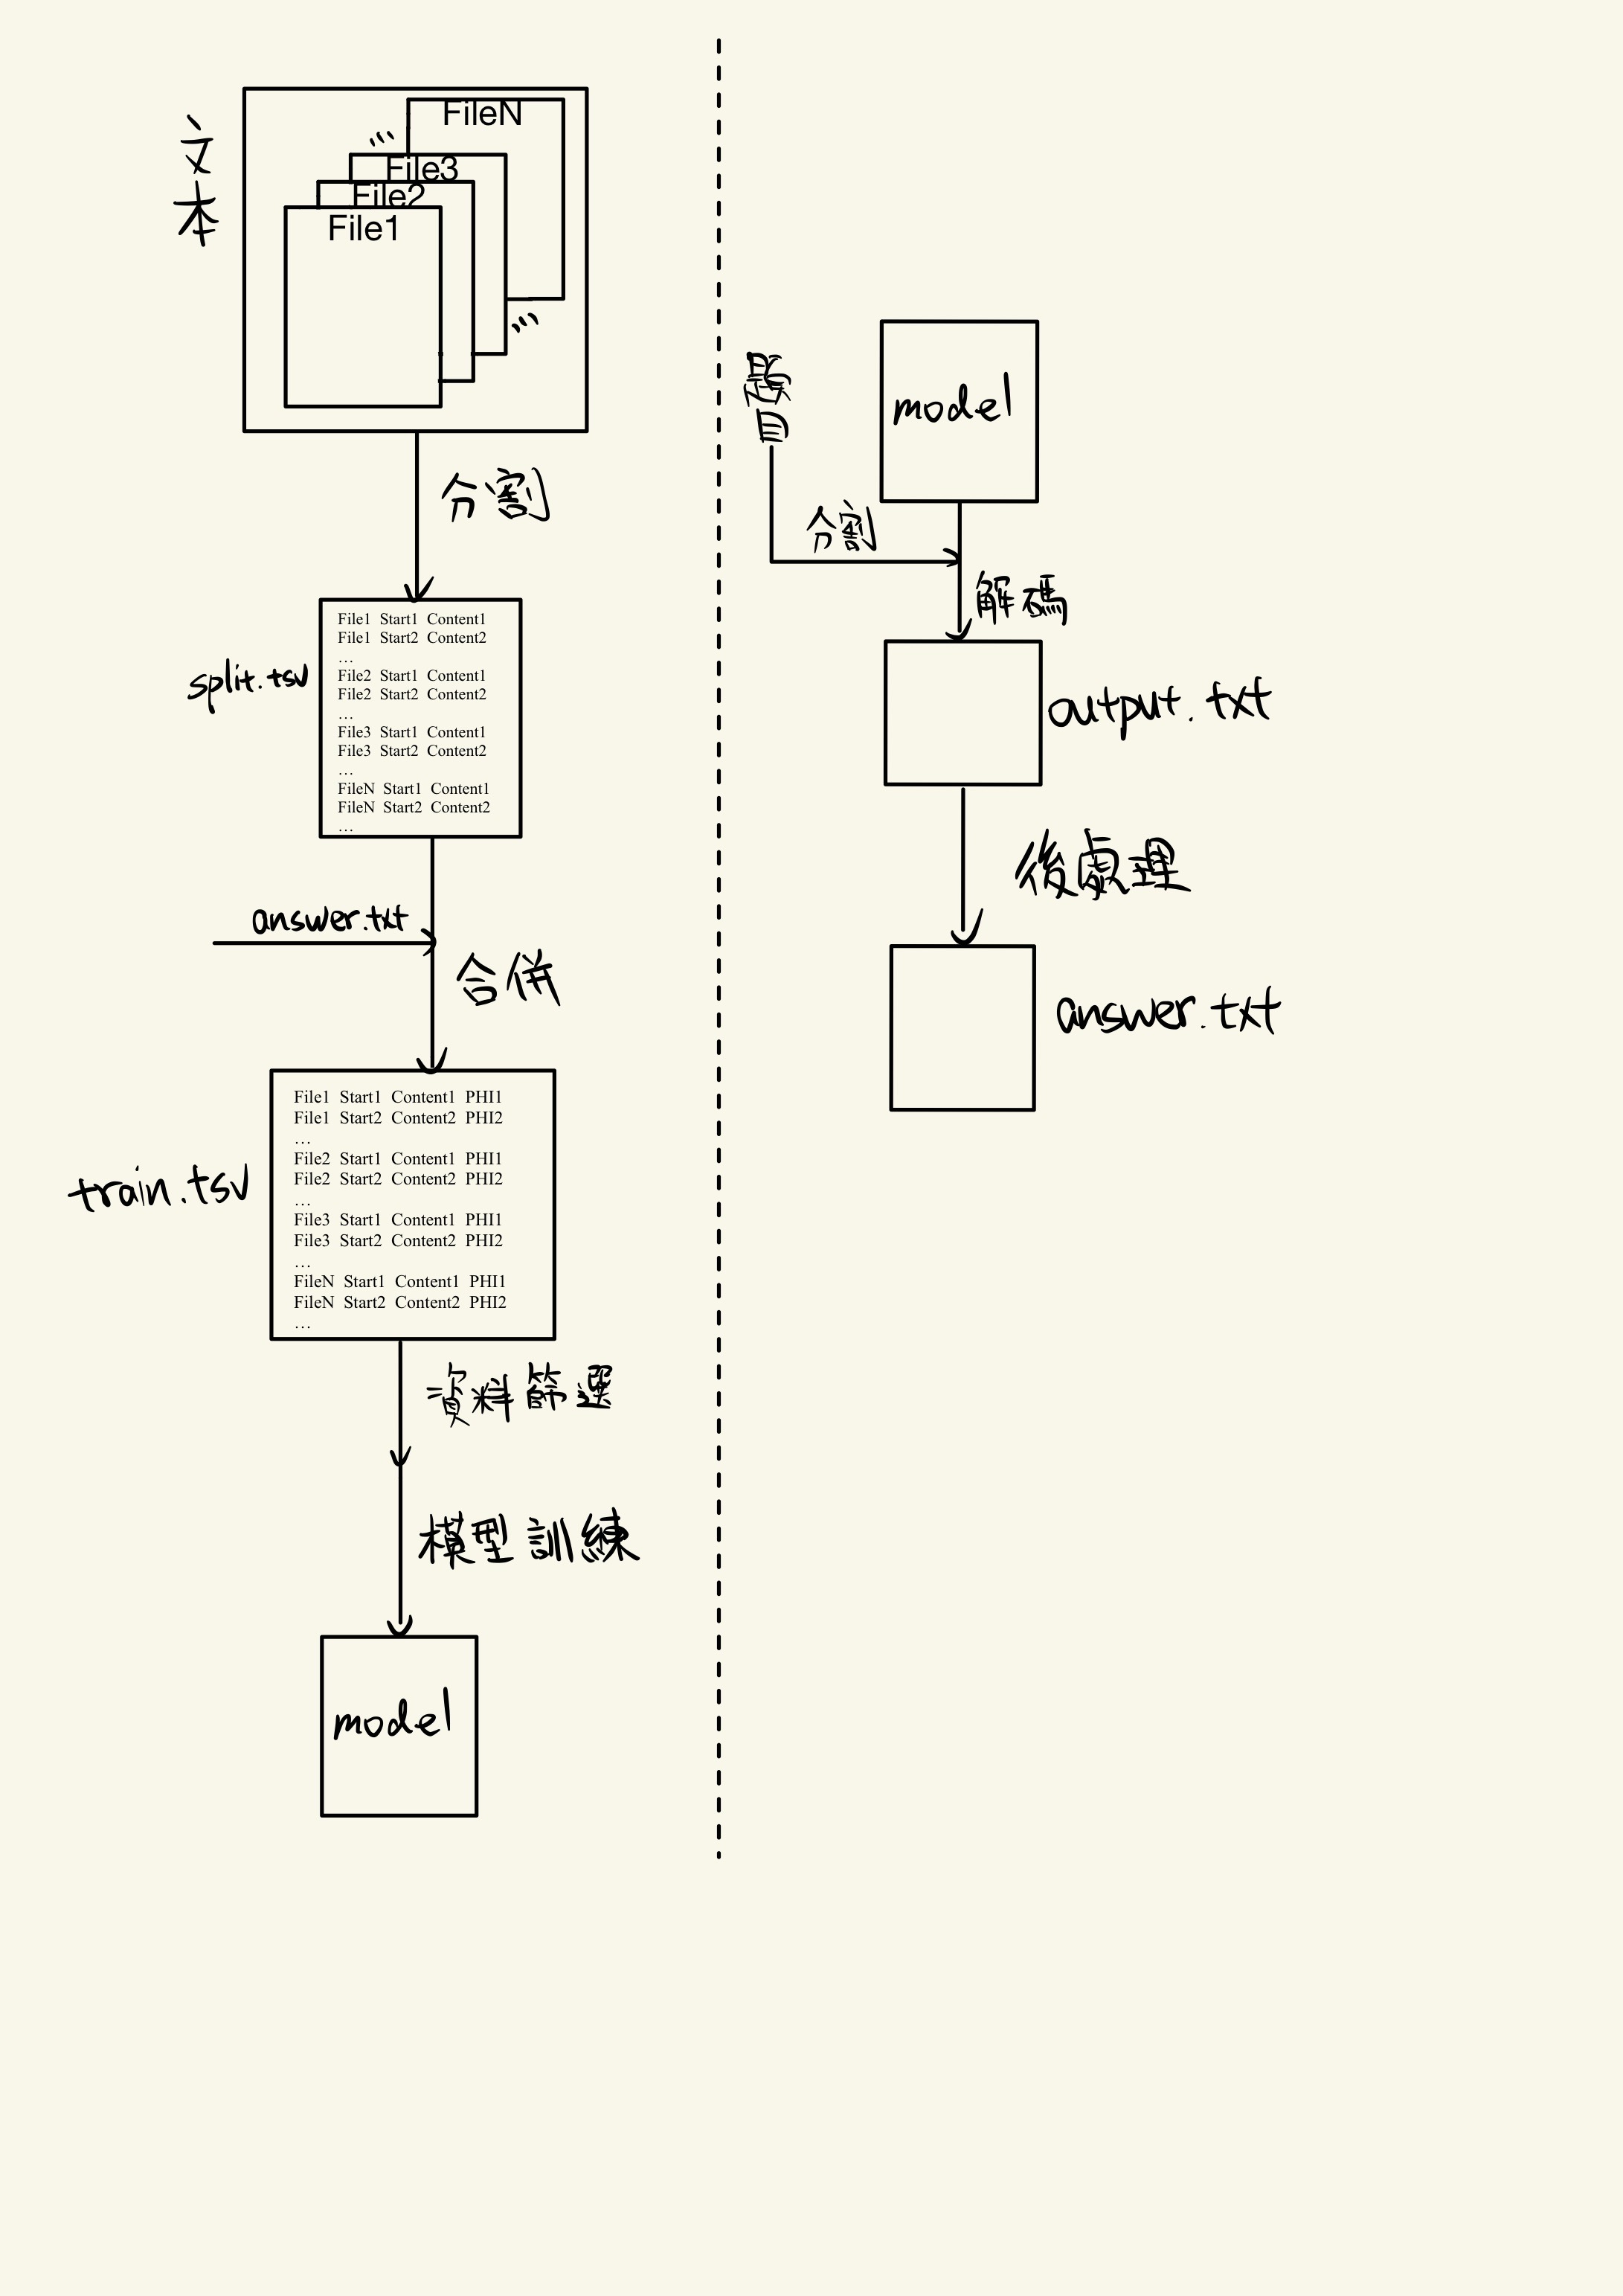 文本
FileN
File3
File2
File1
分割
split.tsv
File1 Start1 Content1
File1 Start2 Content2
...
File2 Start1 Content1
File2 Start2 Content2
...
File3 Start1 Content1
File3 Start2 Content2
...
FileN Start1 Content1
FileN Start2 Content2
...
answer.txt
合併
train.tsv
File1 Start1 Content1 PHI1
File1 Start2 Content2 PHI2
...
File2 Start1 Content1 PHI1
File2 Start2 Content2 PHI2
...
File3 Start1 Content1 PHI1
File3 Start2 Content2 PHI2
...
FileN Start1 Content1 PHI1
FileN Start2 Content2 PHI2
...
資料篩選
模型訓練
model
model
題目
分割
解碼
output.txt
後處理
answer.txt